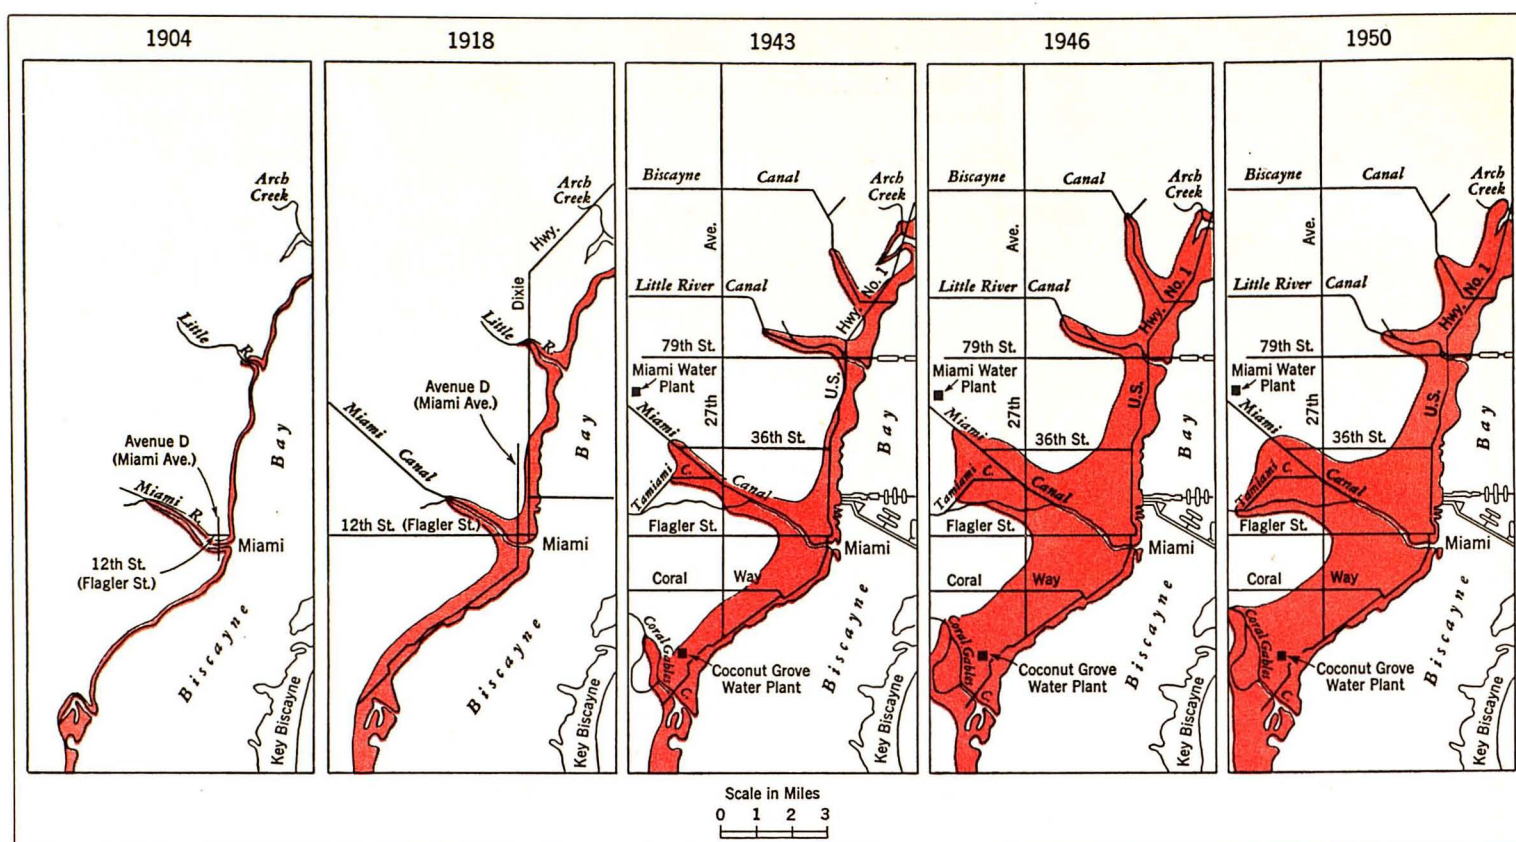 1904
1918
1943
1946
1950
Arch
Creek
Little
R.
Avenue D
(Miami Ave.)
Miami
R.
12th St.
(Flagler St.)
Miami
Bay
Biscayne
Key Biscayne
Arch
Creek
Hwy.
Dixie
Little
R.
Avenue D
(Miami Ave.)
Miami
Canal
12th St. (Flagler St.)
Miami
Bay
Biscayne
Key Biscayne
Biscayne Canal
Arch
Creek
Ave.
Little River Canal
Hwy. No. 1
79th St.
Miami Water
Plant
27th
U.S.
Miami
36th St.
Bay
Tamiami
C.
Canal
Flagler St.
Miami
Coral Way
Coral Gables
C.
Coconut Grove
Water Plant
Biscayne
Key Biscayne
Biscayne Canal
Arch
Creek
Ave.
Little River Canal
Hwy. No. 1
79th St.
Miami Water
Plant
27th
U.S.
Miami
36th St.
Bay
Tamiami
C.
Canal
Flagler St.
Miami
Coral Way
Coral Gables
C.
Coconut Grove
Water Plant
Biscayne
Key Biscayne
Biscayne Canal
Arch
Creek
Ave.
Little River Canal
Hwy. No. 1
79th St.
Miami Water
Plant
27th
U.S.
Miami
36th St.
Bay
Tamiami
C.
Canal
Flagler St.
Miami
Coral Way
Coral Gables
C.
Coconut Grove
Water Plant
Biscayne
Key Biscayne
Scale in Miles
0 1 2 3